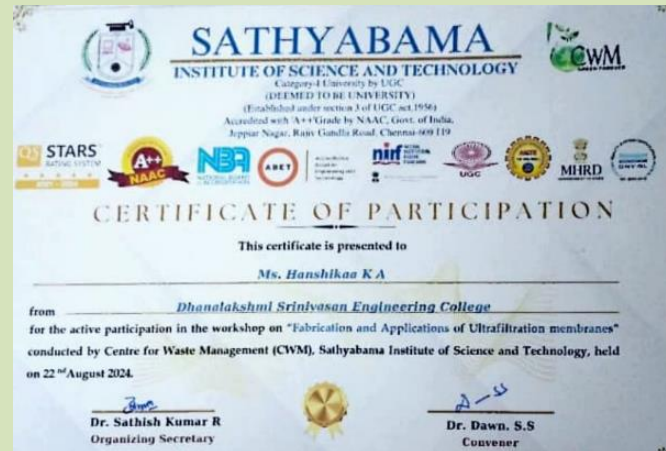 SATHYABAMA
INSTITUTE OF SCIENCE AND TECHNOLOGY
Category-I University by UGC
(DEEMED TO BE UNIVERSITY)
(Established under section 3 of UGC act 1956)
Accredited with 'A++' Grade by NAAC, Govt. of India,
Jeppiar Nagar, Rajiv Gandhi Road, Chennai-600 119
CWM
QS STARS
RATING SYSTEM
A++
NAAC
NBA
ABET
nirf
UGC
MHRD
CERTIFICATE OF PARTICIPATION
This certificate is presented to
Ms. Hanshikaa K A
from Dhanalakshmi Srinivasan Engineering College
for the active participation in the workshop on "Fabrication and Applications of Ultrafiltration membranes"
conducted by Centre for Waste Management (CWM), Sathyabama Institute of Science and Technology, held
on 22nd August 2024.
Dr. Sathish Kumar R
Organizing Secretary
Dr. Dawn. S.S
Convener